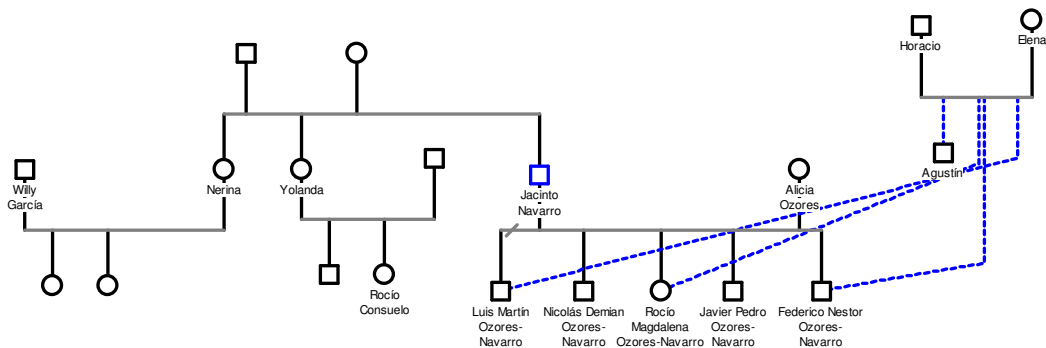 Horacio
Elena
Agustín
Willy
García
Nerina
Yolanda
Jacinto
Navarro
Alicia
Ozores
Rocío
Consuelo
Luis Martín
Ozores-
Navarro
Nicolás Demian
Ozores-
Navarro
Rocío
Magdalena
Ozores-Navarro
Javier Pedro
Ozores-
Navarro
Federico Nestor
Ozores-
Navarro